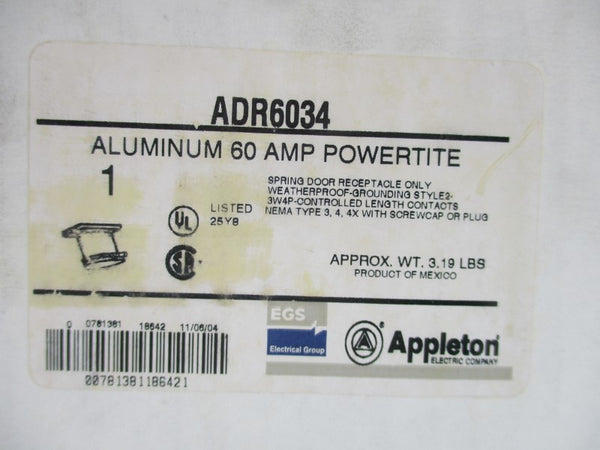 ADR6034
ALUMINUM 60 AMP POWERTITE
1
SPRING DOOR RECEPTACLE ONLY
WEATHERPROOF-GROUNDING STYLE2-
3W4P-CONTROLLED LENGTH CONTACTS
NEMA TYPE 3, 4, 4X WITH SCREWCAP OR PLUG
UL
LISTED
25Y8
SA
APPROX. WT. 3.19 LBS
PRODUCT OF MEXICO
0 0781381 18642 11/06/04
00781381186421
EGS
Electrical Group
A
®
Appleton
ELECTRIC COMPANY